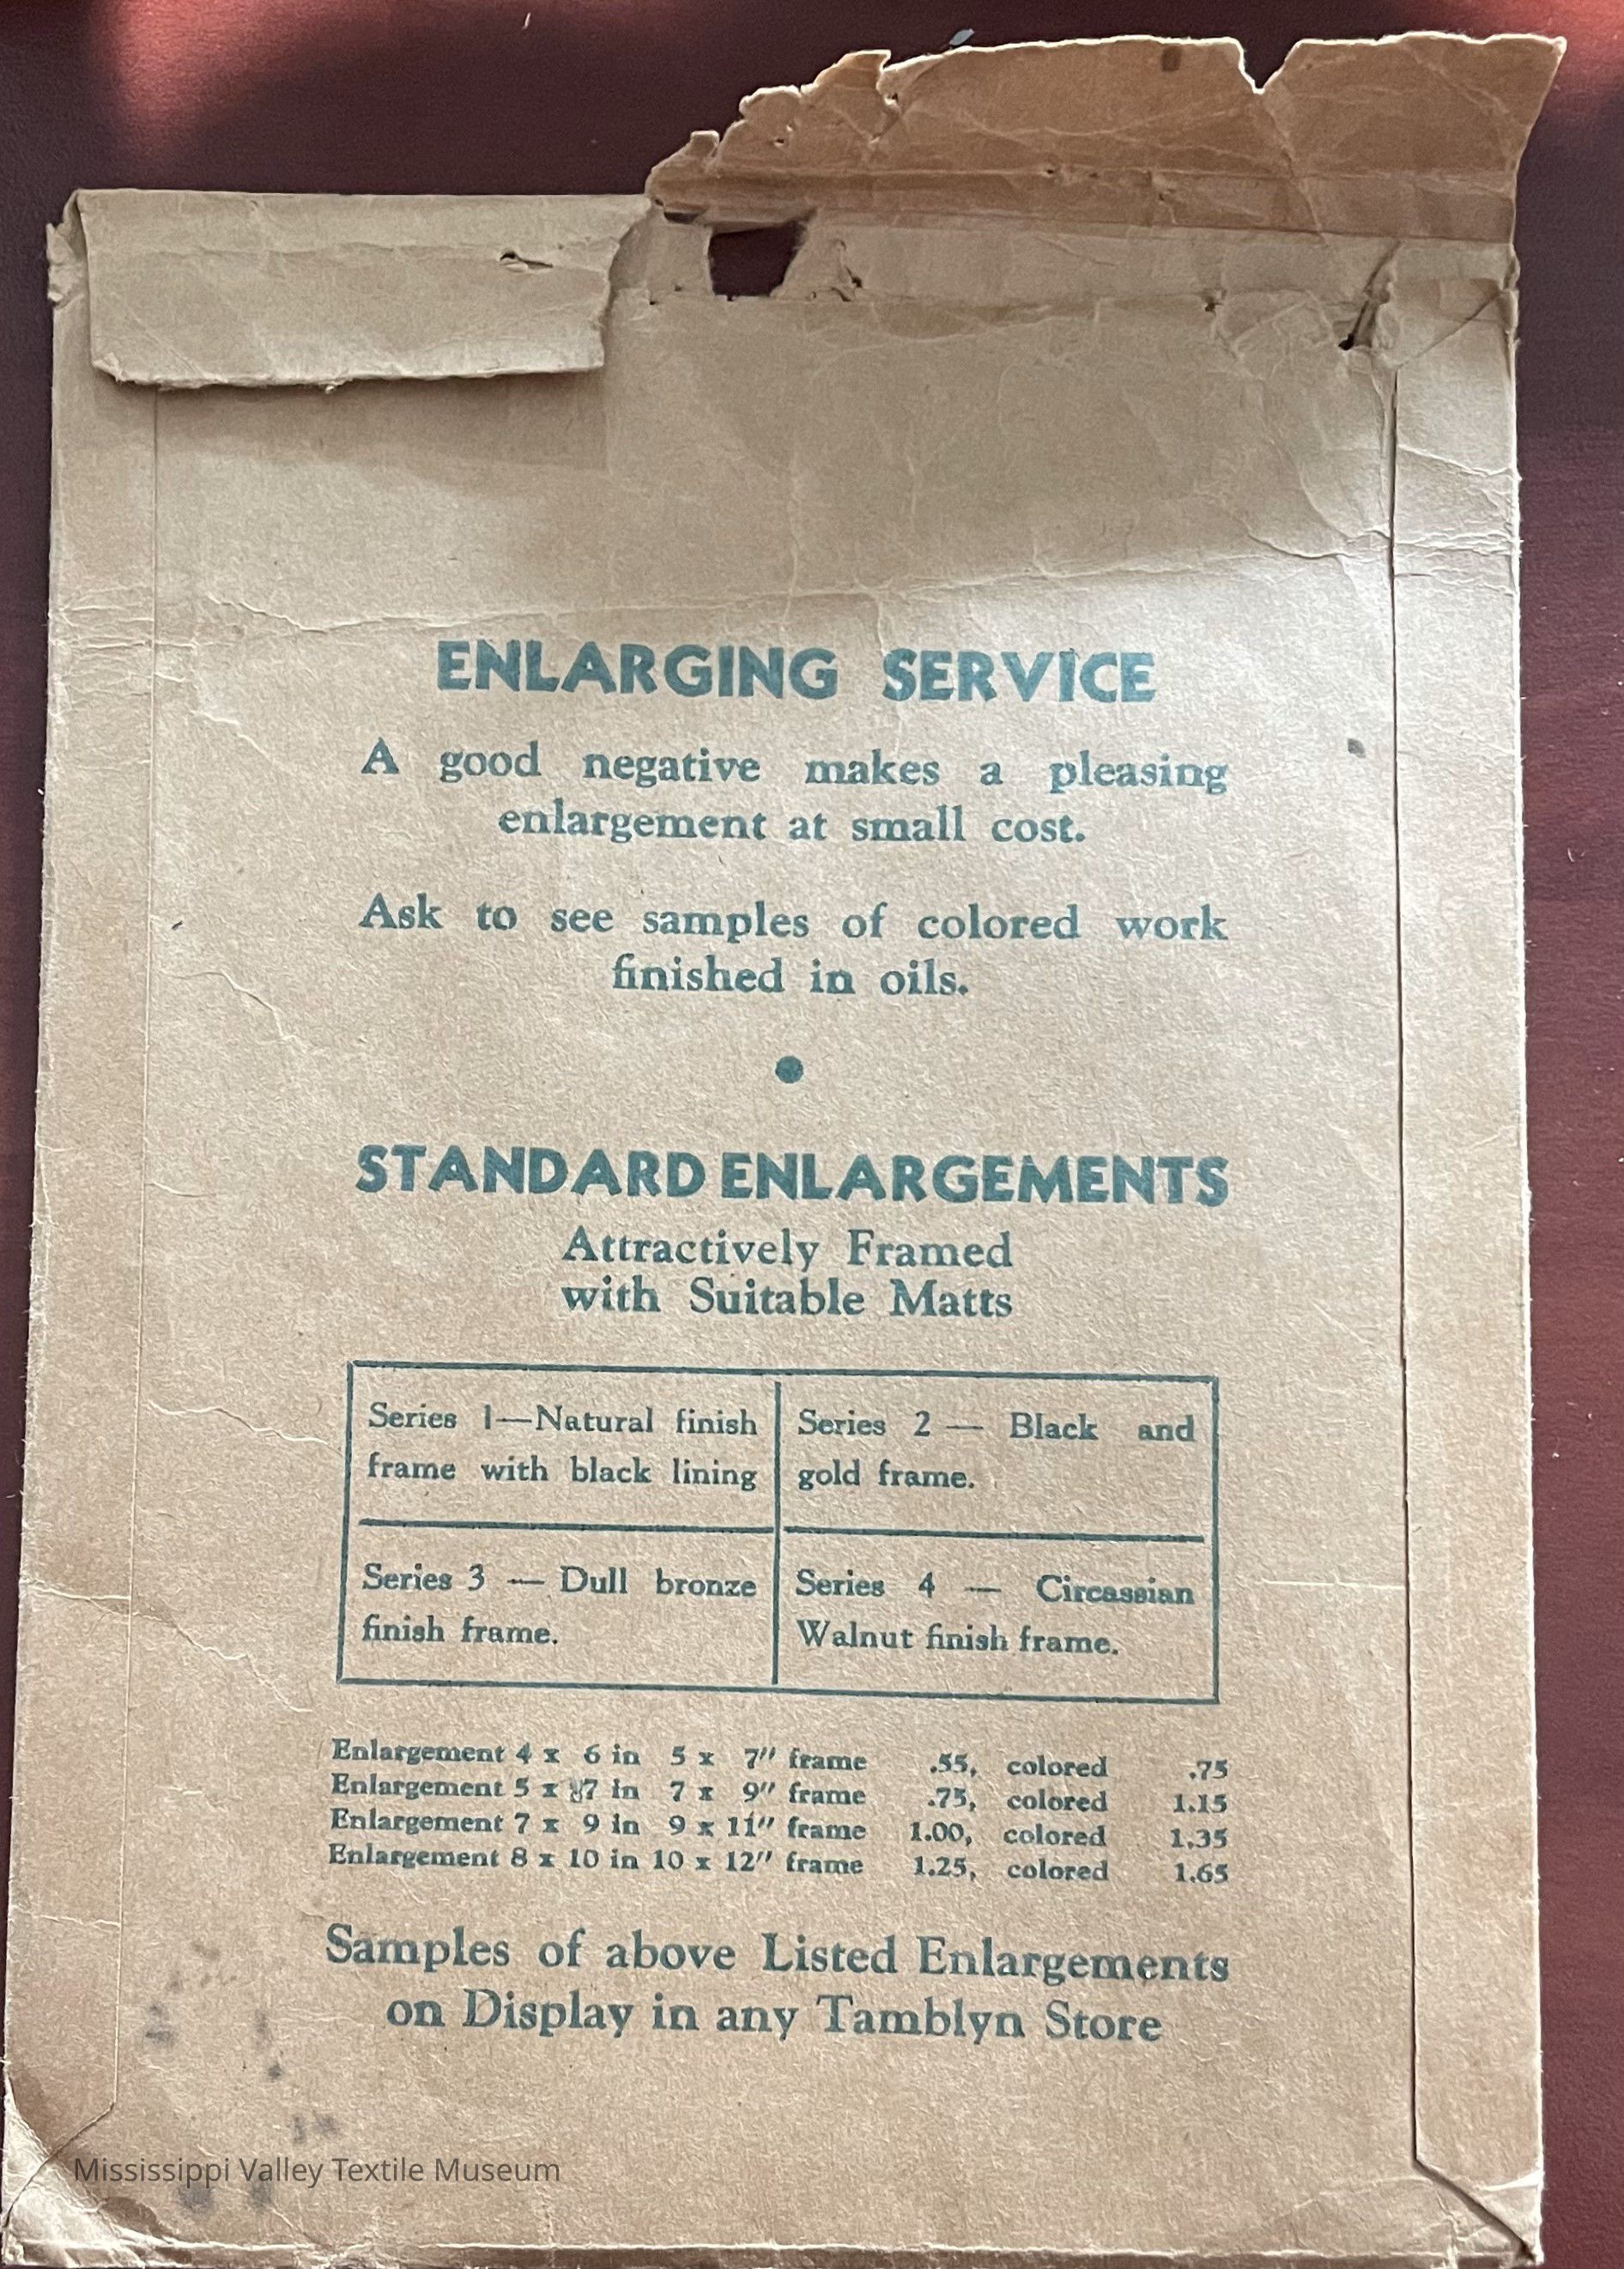 ENLARGING SERVICE
A good negative makes a pleasing
enlargement at small cost.
Ask to see samples of colored work
finished in oils.
STANDARD ENLARGEMENTS
Attractively Framed
with Suitable Matts
Series 1—Natural finish
frame with black lining
Series 2 — Black and
gold frame.
Series 3 — Dull bronze
finish frame.
Series 4 — Circassian
Walnut finish frame.
Enlargement 4 x 6 in 5 x 7" frame .55, colored .75
Enlargement 5 x 7 in 7 x 9" frame .75, colored 1.15
Enlargement 7 x 9 in 9 x 11" frame 1.00, colored 1.35
Enlargement 8 x 10 in 10 x 12" frame 1.25, colored 1.65
Samples of above Listed Enlargements
on Display in any Tamblyn Store
Mississippi Valley Textile Museum